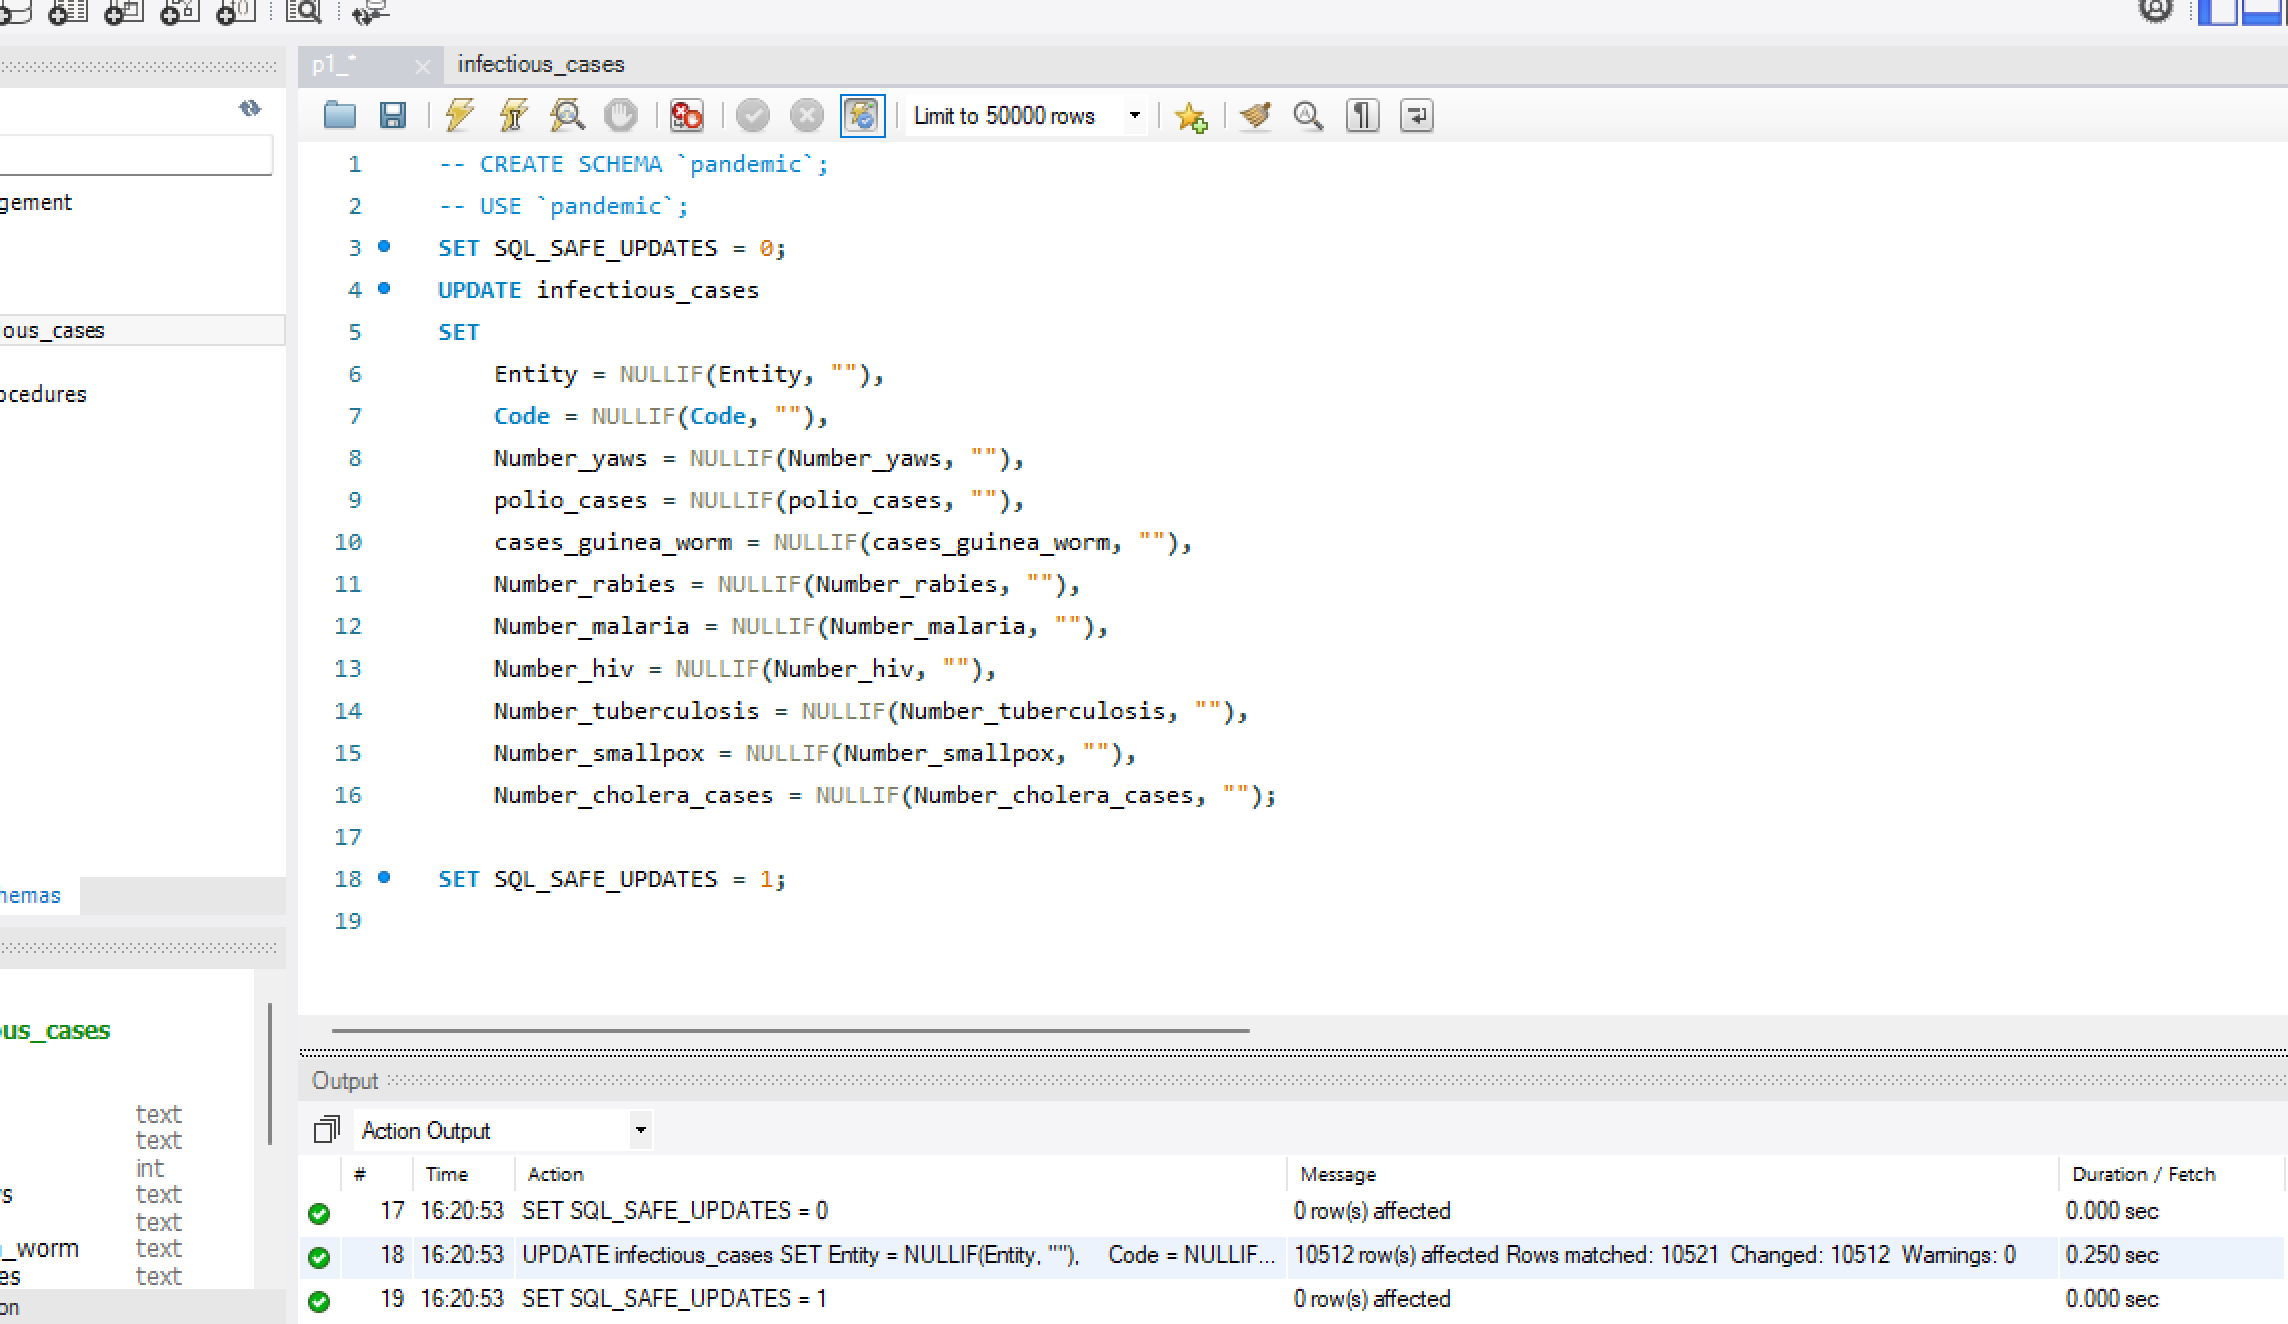 p1_*
infectious_cases
Limit to 50000 rows
gement
ous_cases
ocedures
1 -- CREATE SCHEMA `pandemic`;
2 -- USE `pandemic`;
3 SET SQL_SAFE_UPDATES = 0;
4 UPDATE infectious_cases
5 SET
6 Entity = NULLIF(Entity, ""),
7 Code = NULLIF(Code, ""),
8 Number_yaws = NULLIF(Number_yaws, ""),
9 polio_cases = NULLIF(polio_cases, ""),
10 cases_guinea_worm = NULLIF(cases_guinea_worm, ""),
11 Number_rabies = NULLIF(Number_rabies, ""),
12 Number_malaria = NULLIF(Number_malaria, ""),
13 Number_hiv = NULLIF(Number_hiv, ""),
14 Number_tuberculosis = NULLIF(Number_tuberculosis, ""),
15 Number_smallpox = NULLIF(Number_smallpox, ""),
16 Number_cholera_cases = NULLIF(Number_cholera_cases, "");
17
18 SET SQL_SAFE_UPDATES = 1;
19
hemas
us_cases
text
text
int
s text
text
_worm text
es text
on
Output
Action Output
# Time Action Message Duration / Fetch
17 16:20:53 SET SQL_SAFE_UPDATES = 0 0 row(s) affected 0.000 sec
18 16:20:53 UPDATE infectious_cases SET Entity = NULLIF(Entity, ""), Code = NULLIF... 10512 row(s) affected Rows matched: 10521 Changed: 10512 Warnings: 0 0.250 sec
19 16:20:53 SET SQL_SAFE_UPDATES = 1 0 row(s) affected 0.000 sec